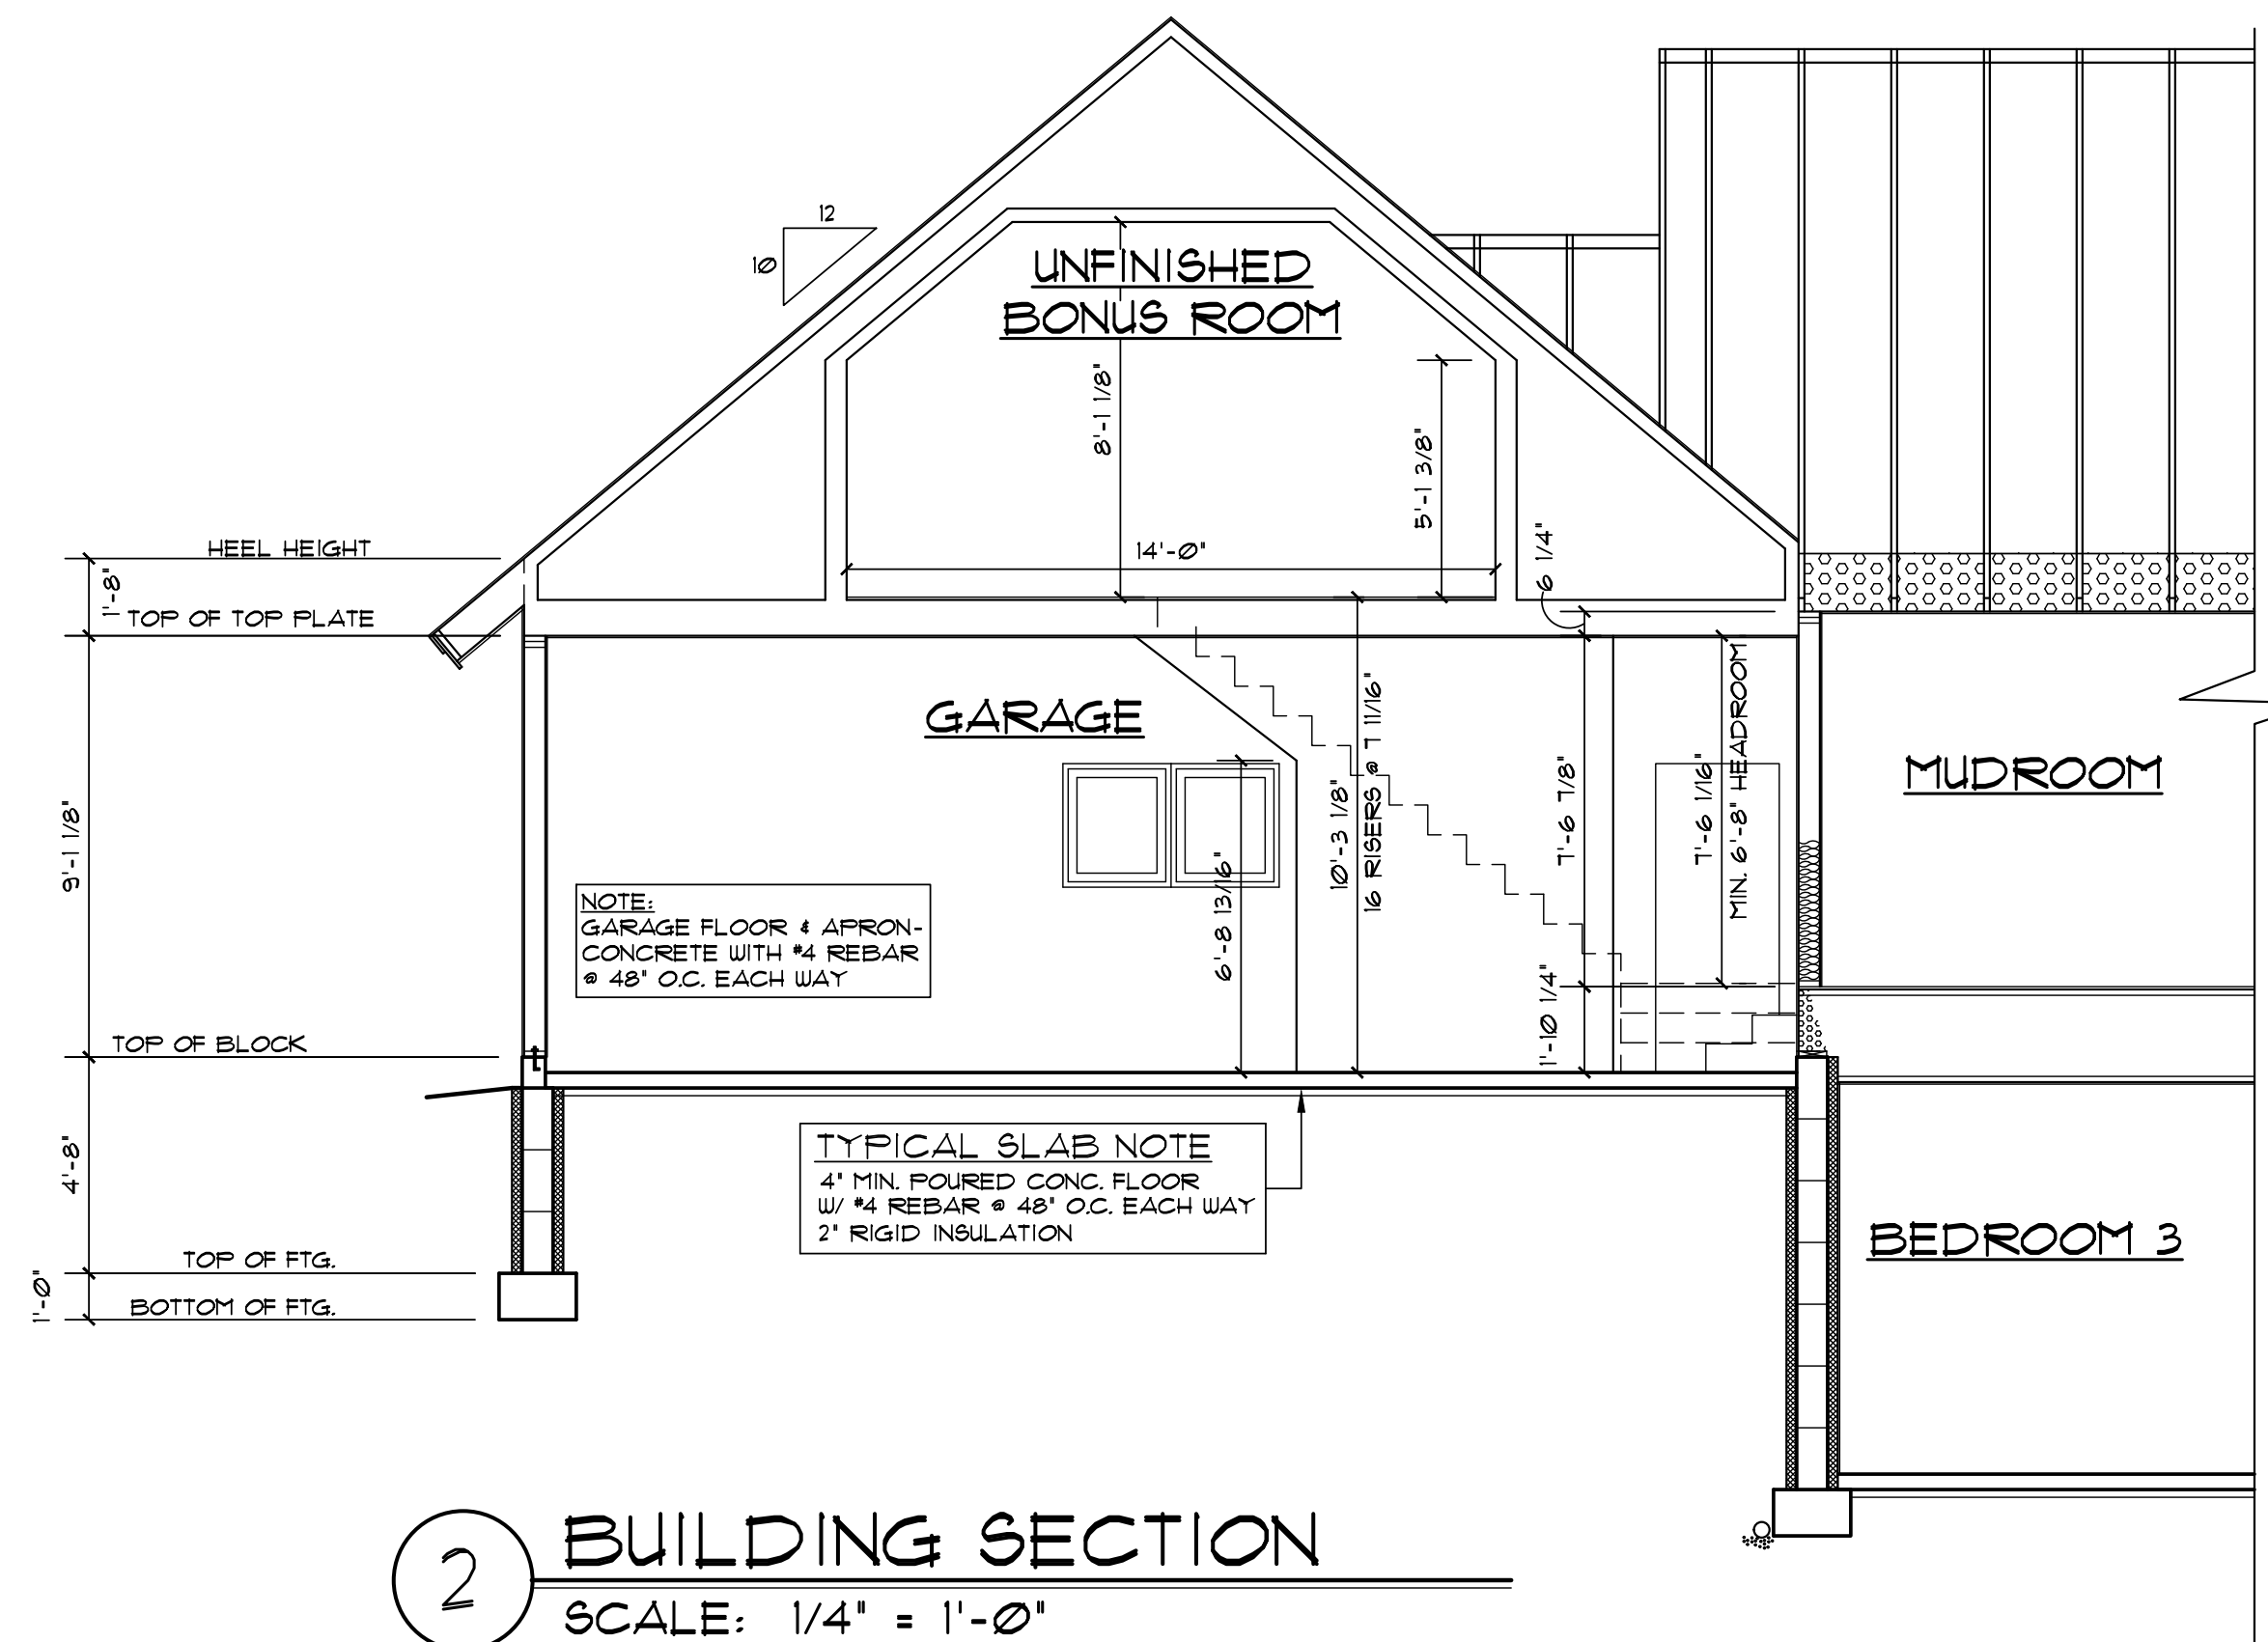 12
10
UNFINISHED
BONUS ROOM
8'-1 1/8"
5'-1 3/8"
14'-0"
6 1/4"
HEEL HEIGHT
1'-8"
TOP OF TOP PLATE
GARAGE
9'-1 1/8"
6'-8 13/16"
10'-3 1/8"
16 RISERS @ 7 11/16"
7'-6 7/8"
7'-6 1/16"
MIN. 6'-8" HEADROOM
MUDROOM
NOTE:
GARAGE FLOOR & APRON-
CONCRETE WITH #4 REBAR
@ 48" O.C. EACH WAY
1'-10 1/4"
TOP OF BLOCK
4'-8"
TYPICAL SLAB NOTE
4" MIN. POURED CONC. FLOOR
W/ #4 REBAR @ 48" O.C. EACH WAY
2" RIGID INSULATION
BEDROOM 3
TOP OF FTG.
1'-0"
BOTTOM OF FTG.
2
BUILDING SECTION
SCALE: 1/4" = 1'-0"